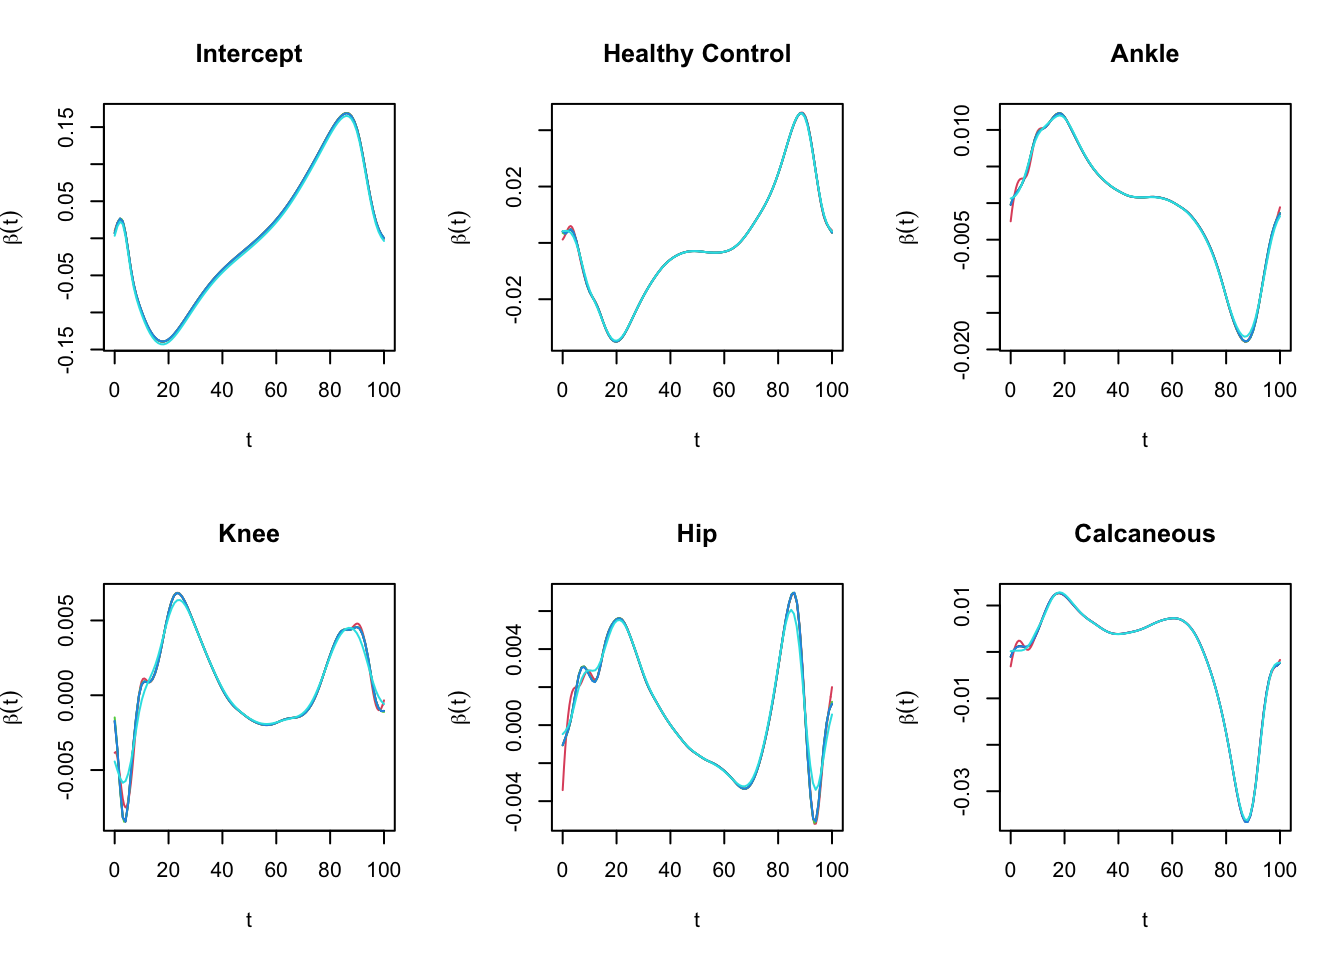 Intercept
β(t)
0.15
0.05
-0.05
-0.15
0 20 40 60 80 100
t
Healthy Control
β(t)
0.02
-0.02
0 20 40 60 80 100
t
Ankle
β(t)
0.010
-0.005
-0.020
0 20 40 60 80 100
t
Knee
β(t)
0.005
0.000
-0.005
0 20 40 60 80 100
t
Hip
β(t)
0.004
0.000
-0.004
0 20 40 60 80 100
t
Calcaneous
β(t)
0.01
-0.01
-0.03
0 20 40 60 80 100
t